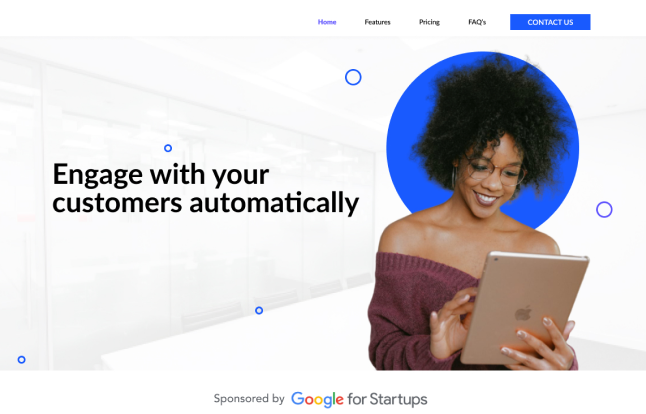 Home Features Pricing FAQ's CONTACT US
Engage with your
customers automatically
Sponsored by Google for Startups